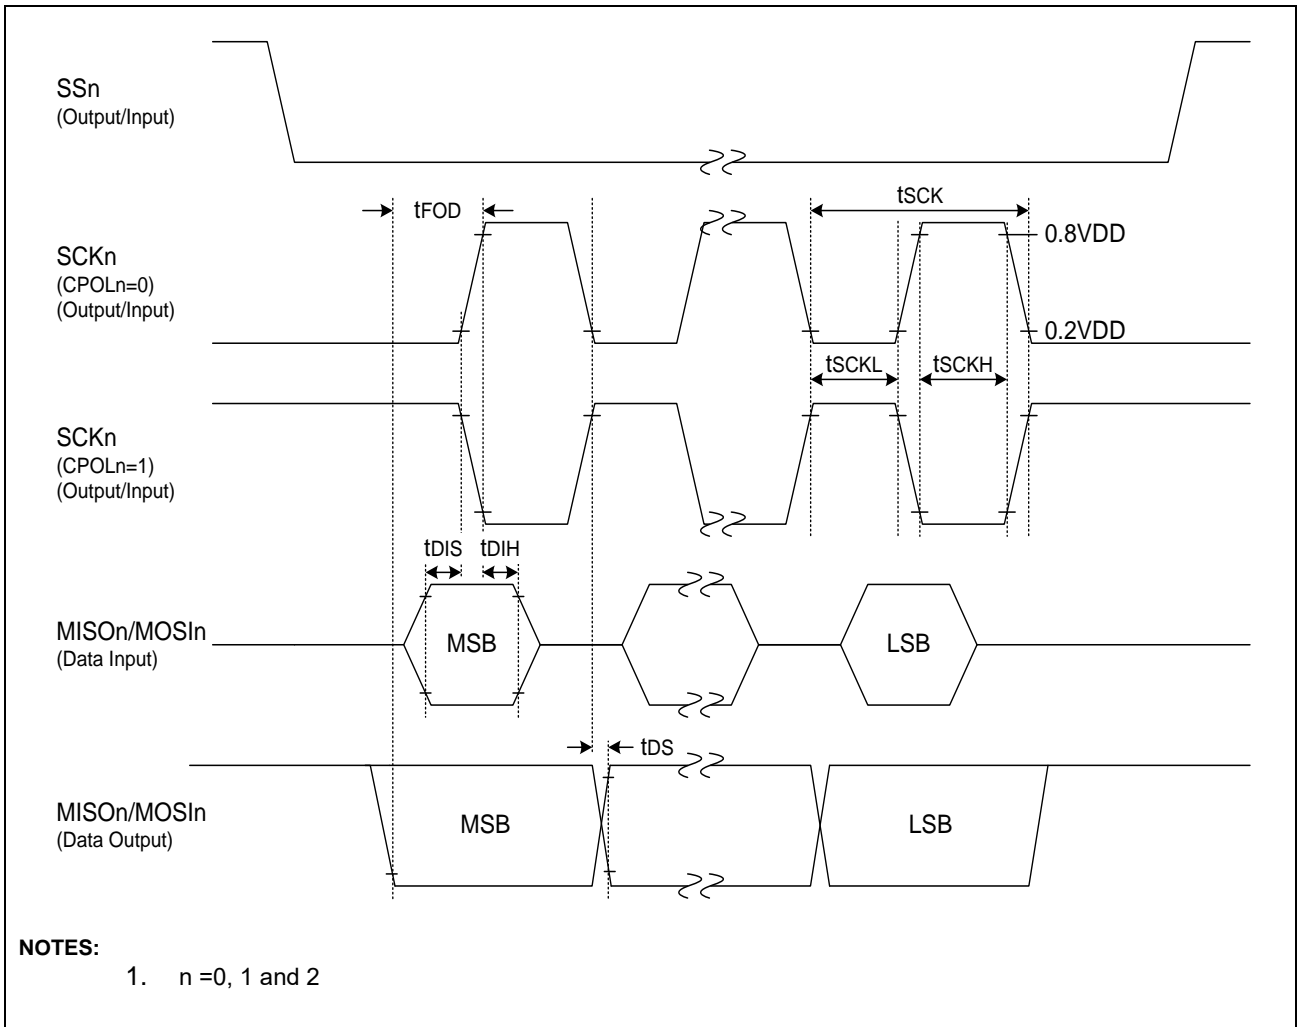 SSn
(Output/Input)
tFOD
tSCK
SCKn
(CPOLn=0)
(Output/Input)
0.8VDD
0.2VDD
tSCKL
tSCKH
SCKn
(CPOLn=1)
(Output/Input)
tDIS
tDIH
MISOn/MOSIn
(Data Input)
MSB
LSB
tDS
MISOn/MOSIn
(Data Output)
MSB
LSB
NOTES:
1. n =0, 1 and 2